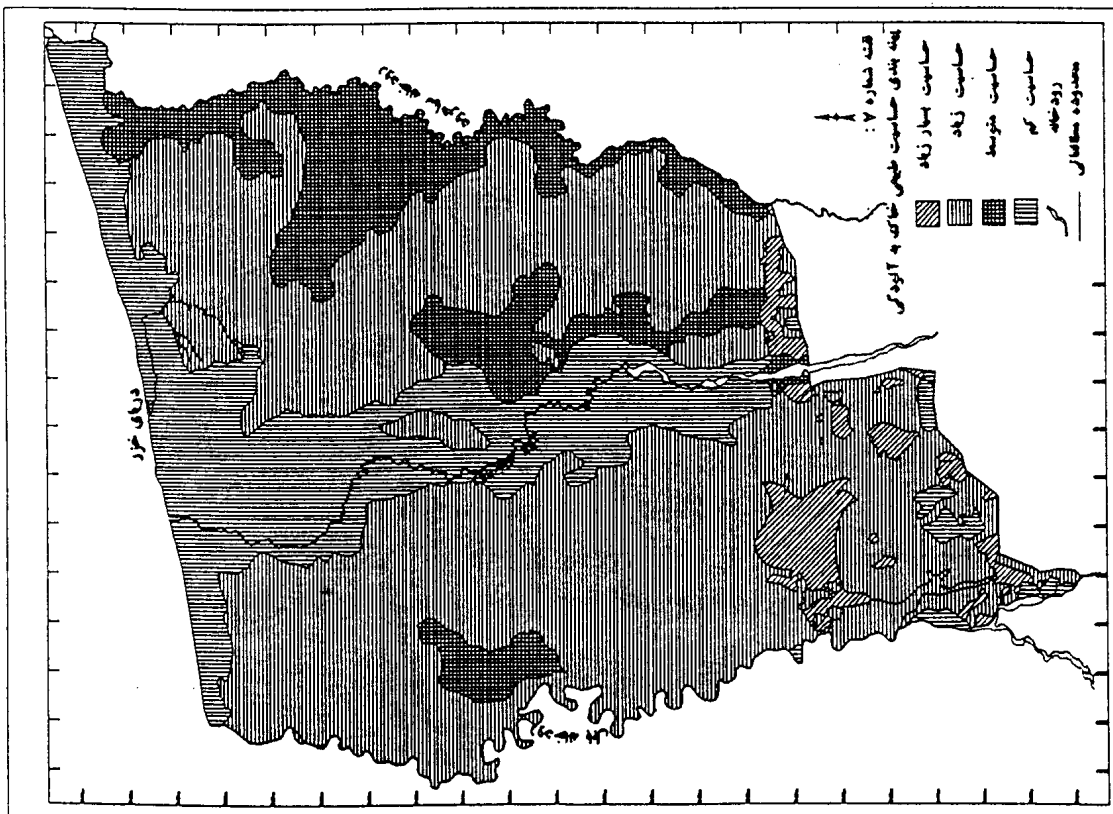 نقشه شماره ۷ :
پهنه بندی حساسیت طبیعی خاک به آلودگی
حساسیت بسیار زیاد
حساسیت زیاد
حساسیت متوسط
حساسیت کم
رودخانه
محدوده مطالعاتی
دریای خزر
رود